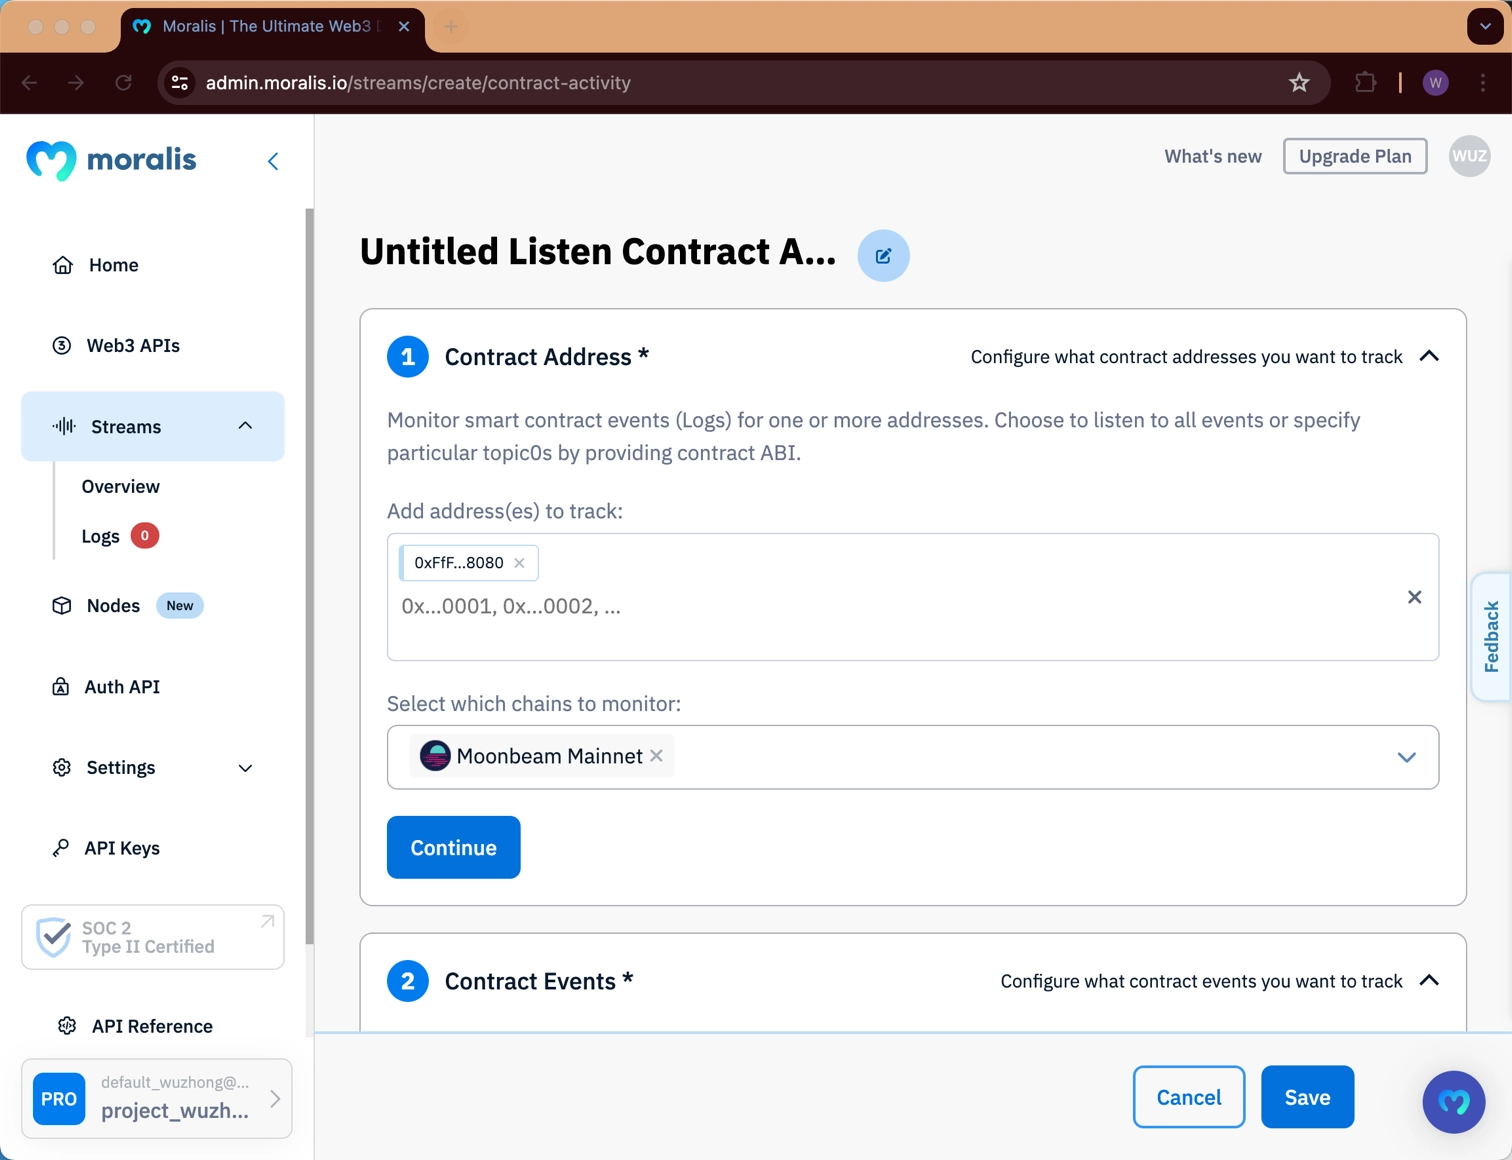 Moralis | The Ultimate Web3
admin.moralis.io/streams/create/contract-activity
W
moralis
What's new
Upgrade Plan
WUZ
Home
Web3 APIs
Streams
Overview
Logs 0
Nodes New
Auth API
Settings
API Keys
SOC 2
Type II Certified
API Reference
PRO
default_wuzhong@...
project_wuzh...
Untitled Listen Contract A...
1 Contract Address *
Configure what contract addresses you want to track
Monitor smart contract events (Logs) for one or more addresses. Choose to listen to all events or specify
particular topic0s by providing contract ABI.
Add address(es) to track:
0xFfF...8080
0x...0001, 0x...0002, ...
Select which chains to monitor:
Moonbeam Mainnet
Continue
2 Contract Events *
Configure what contract events you want to track
Fedback
Cancel
Save